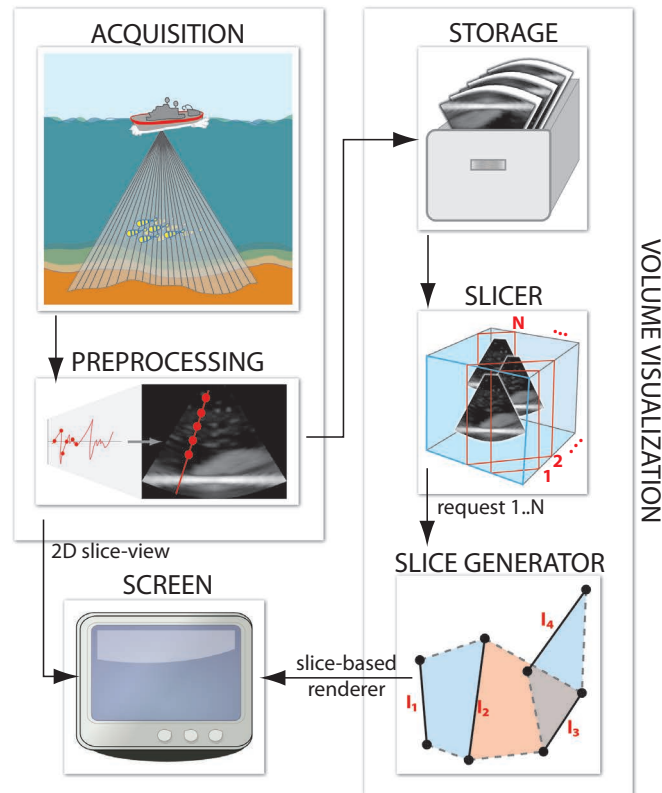 ACQUISITION
PREPROCESSING
2D slice-view
SCREEN
STORAGE
SLICER
N
...
...
2
1
request 1..N
SLICE GENERATOR
l4
l1
l2
l3
slice-based
renderer
VOLUME VISUALIZATION